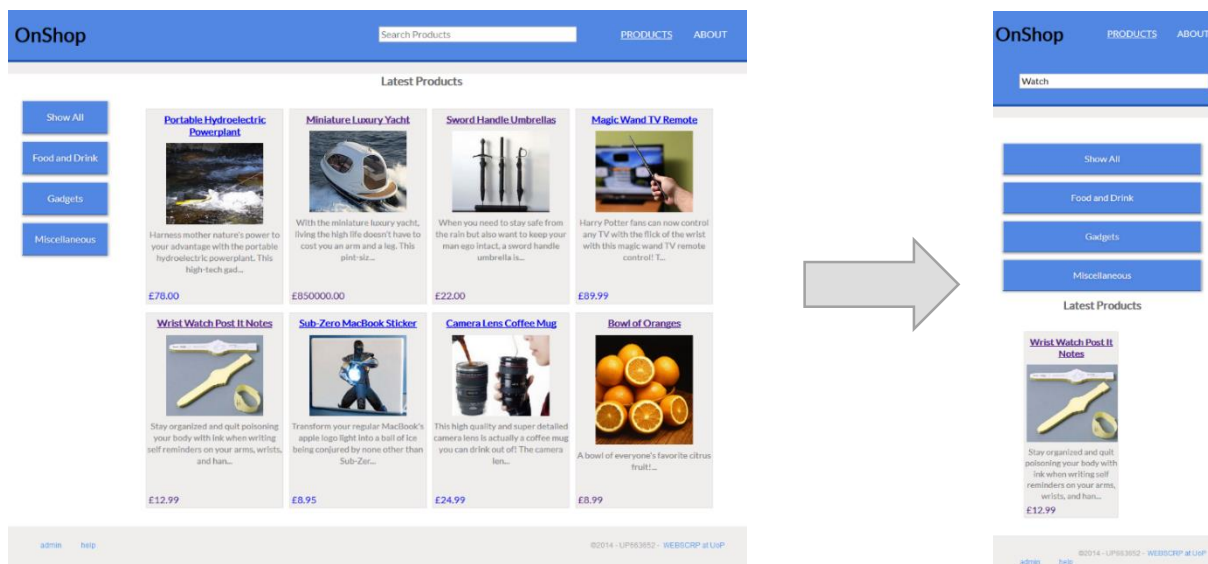 OnShop
Search Products
PRODUCTS ABOUT
Latest Products
Show All
Food and Drink
Gadgets
Miscellaneous
Portable Hydroelectric
Powerplant
Harness mother nature's power to
your advantage with the portable
hydroelectric powerplant. This
high-tech gad...
£78.00
Miniature Luxury Yacht
With the miniature luxury yacht,
living the high life doesn't have to
cost you an arm and a leg. This
pint-siz...
£850000.00
Sword Handle Umbrellas
When you need to stay safe from
the rain but also want to keep your
man ego intact, a sword handle
umbrella is...
£22.00
Magic Wand TV Remote
Harry Potter fans can now control
any TV with the flick of the wrist
with this magic wand TV remote
control! T...
£89.99
Wrist Watch Post It Notes
Stay organized and quit poisoning
your body with ink when writing
self reminders on your arms, wrists,
and han...
£12.99
Sub-Zero MacBook Sticker
Transform your regular MacBook's
apple logo light into a ball of ice
being conjured by none other than
Sub-Zer...
£8.95
Camera Lens Coffee Mug
This high quality and super detailed
camera lens is actually a coffee mug
you can drink out of! The camera
len...
£24.99
Bowl of Oranges
A bowl of everyone's favorite citrus
fruit!...
£8.99
admin help
©2014 - UP663652 - WEBSCRP at UoP
OnShop
PRODUCTS ABOUT
Watch
Show All
Food and Drink
Gadgets
Miscellaneous
Latest Products
Wrist Watch Post It
Notes
Stay organized and quit
poisoning your body with
ink when writing self
reminders on your arms,
wrists, and han...
£12.99
©2014 - UP663652 - WEBSCRP at UoP
admin help